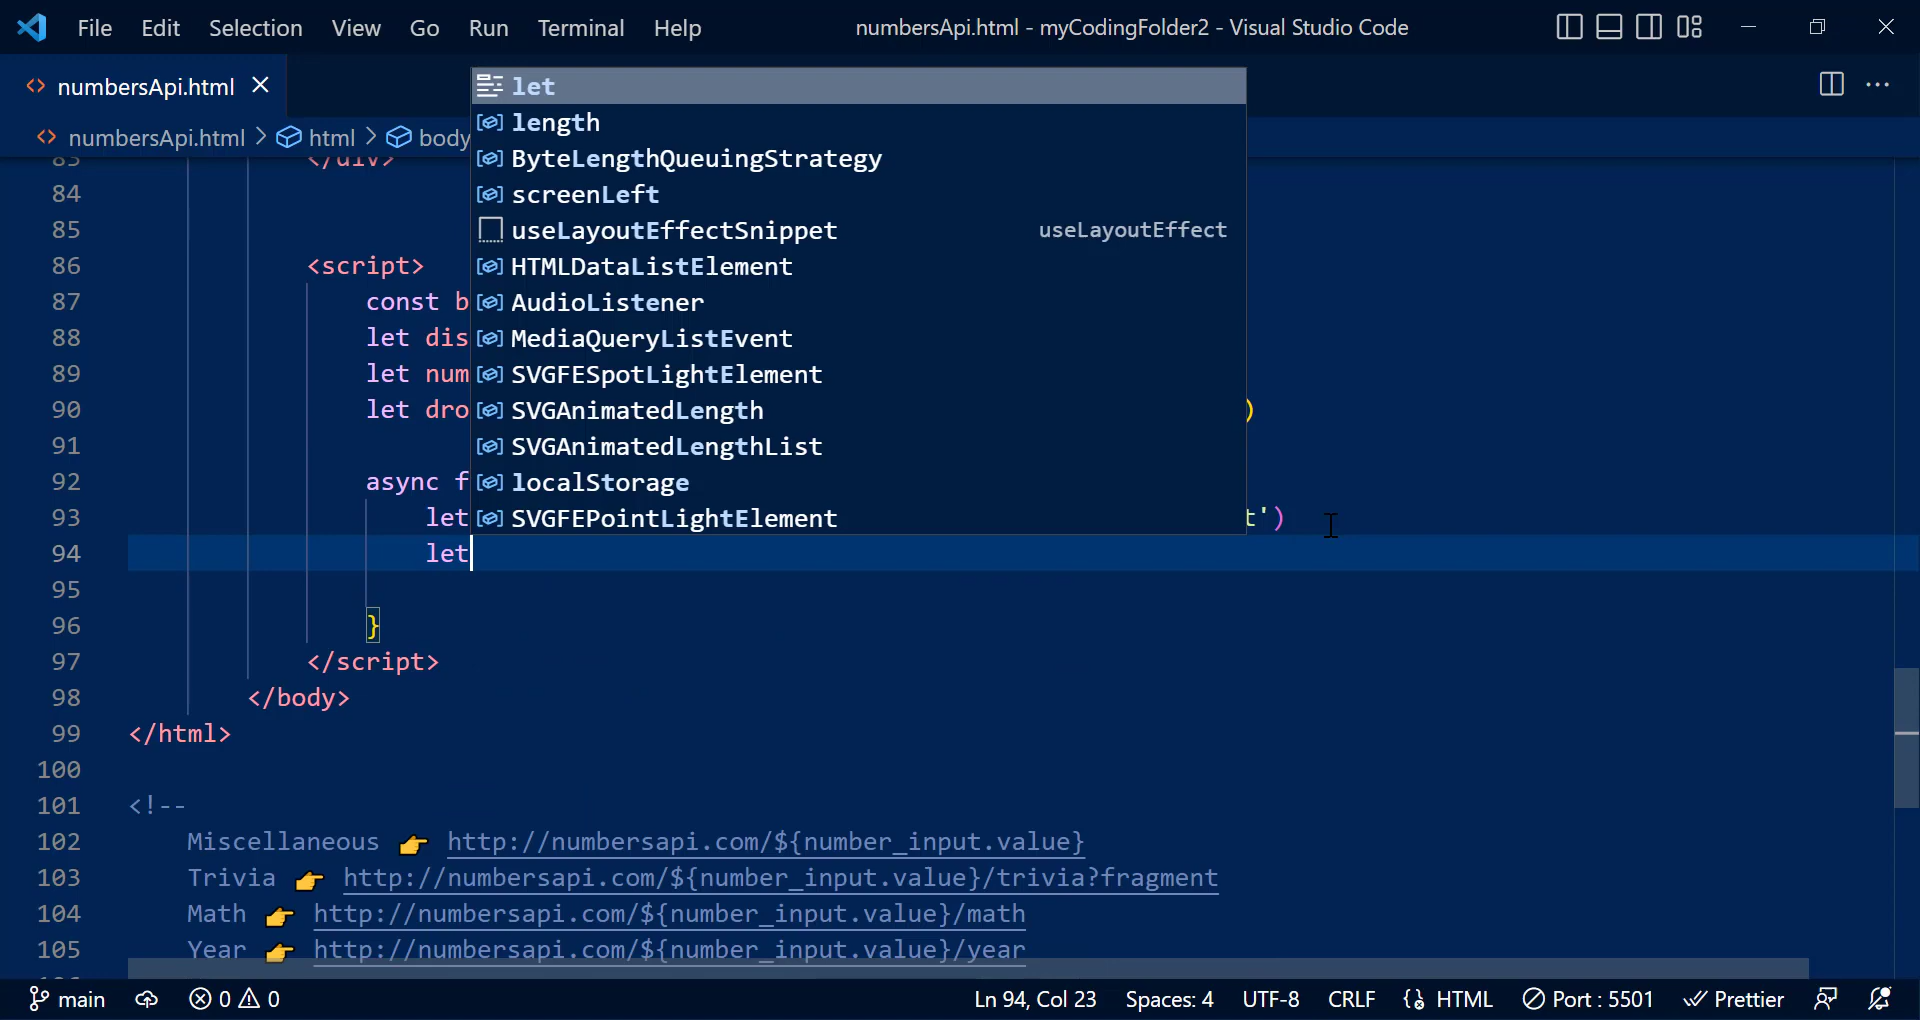 File Edit Selection View Go Run Terminal Help numbersApi.html - myCodingFolder2 - Visual Studio Code
numbersApi.html
numbersApi.html > html > body
83 </div>
84
85
86 <script>
87 const b
88 let dis
89 let num
90 let dro )
91
92 async f
93 let t')
94 let
95
96 }
97 </script>
98 </body>
99 </html>
100
101 <!--
102 Miscellaneous 👉 http://numbersapi.com/${number_input.value}
103 Trivia 👉 http://numbersapi.com/${number_input.value}/trivia?fragment
104 Math 👉 http://numbersapi.com/${number_input.value}/math
105 Year 👉 http://numbersapi.com/${number_input.value}/year
let
length
ByteLengthQueuingStrategy
screenLeft
useLayoutEffectSnippet useLayoutEffect
HTMLDataListElement
AudioListener
MediaQueryListEvent
SVGFESpotLightElement
SVGAnimatedLength
SVGAnimatedLengthList
localStorage
SVGFEPointLightElement
main 0 0 Ln 94, Col 23 Spaces: 4 UTF-8 CRLF HTML Port : 5501 Prettier